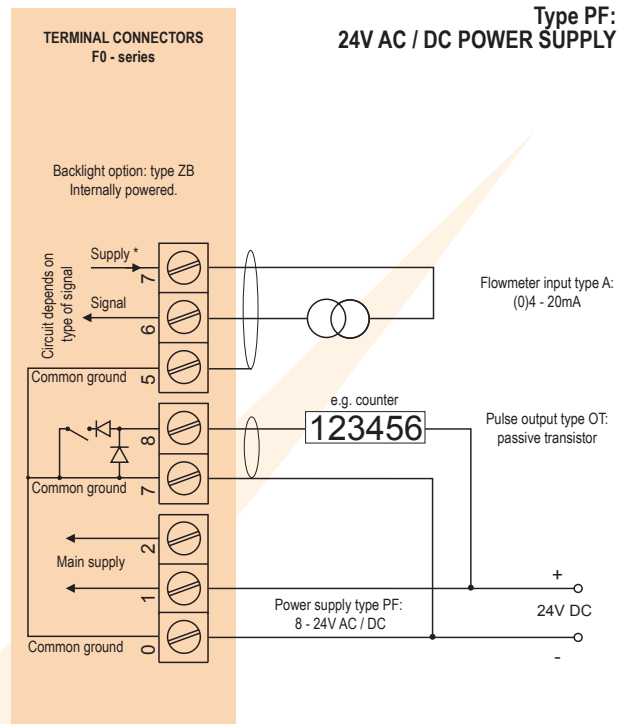 Type PF:
24V AC / DC POWER SUPPLY
TERMINAL CONNECTORS
F0 - series
Backlight option: type ZB
Internally powered.
Circuit depends on
type of signal
Supply *
7
Signal
6
Common ground
5
Flowmeter input type A:
(0)4 - 20mA
8
e.g. counter
123456
Pulse output type OT:
passive transistor
Common ground
7
2
Main supply
1
Power supply type PF:
8 - 24V AC / DC
+
24V DC
-
Common ground
0